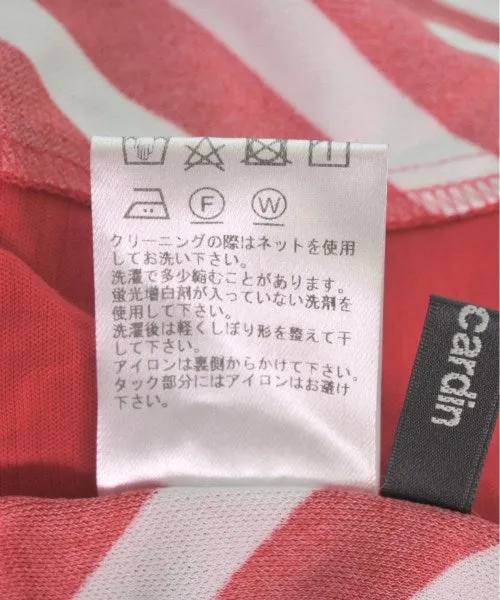 F W
クリーニングの際はネットを使用
してお洗い下さい。
洗濯で多少縮むことがあります。
蛍光増白剤が入っていない洗剤を
使用して下さい。
洗濯後は軽くしぼり形を整えて干
して下さい。
アイロンは裏側からかけて下さい。
タック部分にはアイロンはお避け
下さい。
cardin